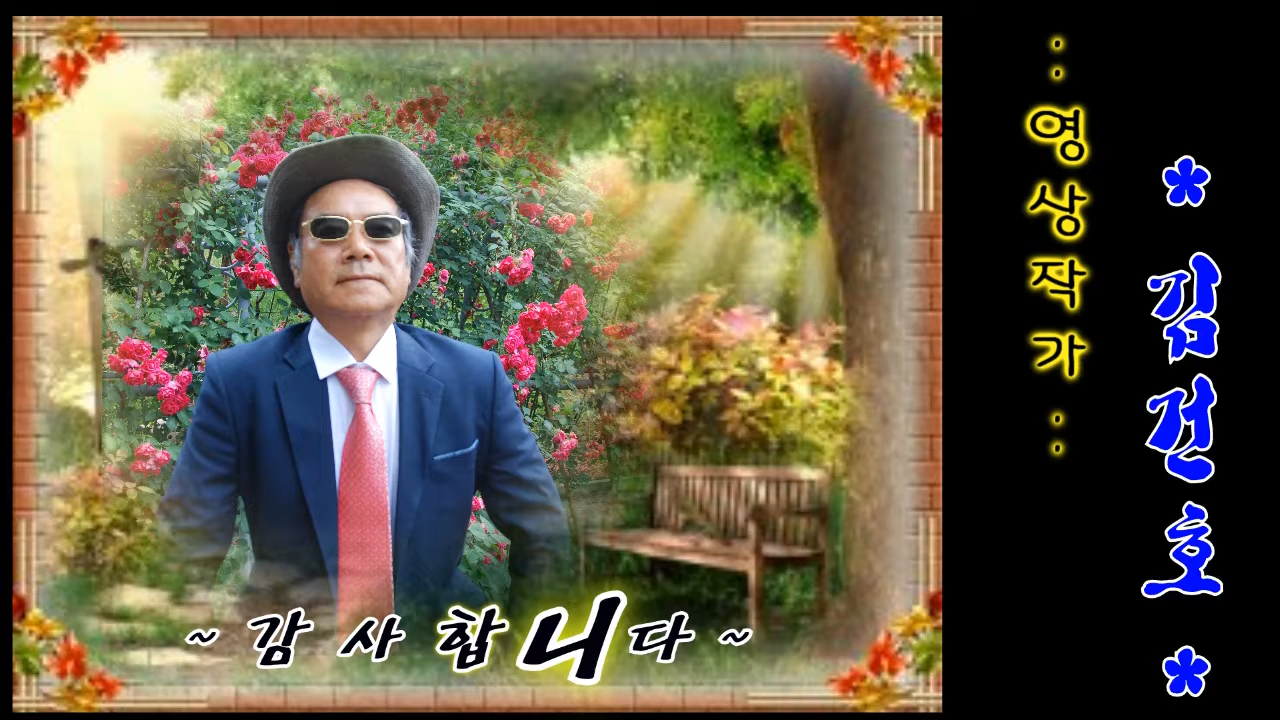 ~ 감 사 합 니 다 ~
: : 영 상 작 가 : :
* 김 건 호 *